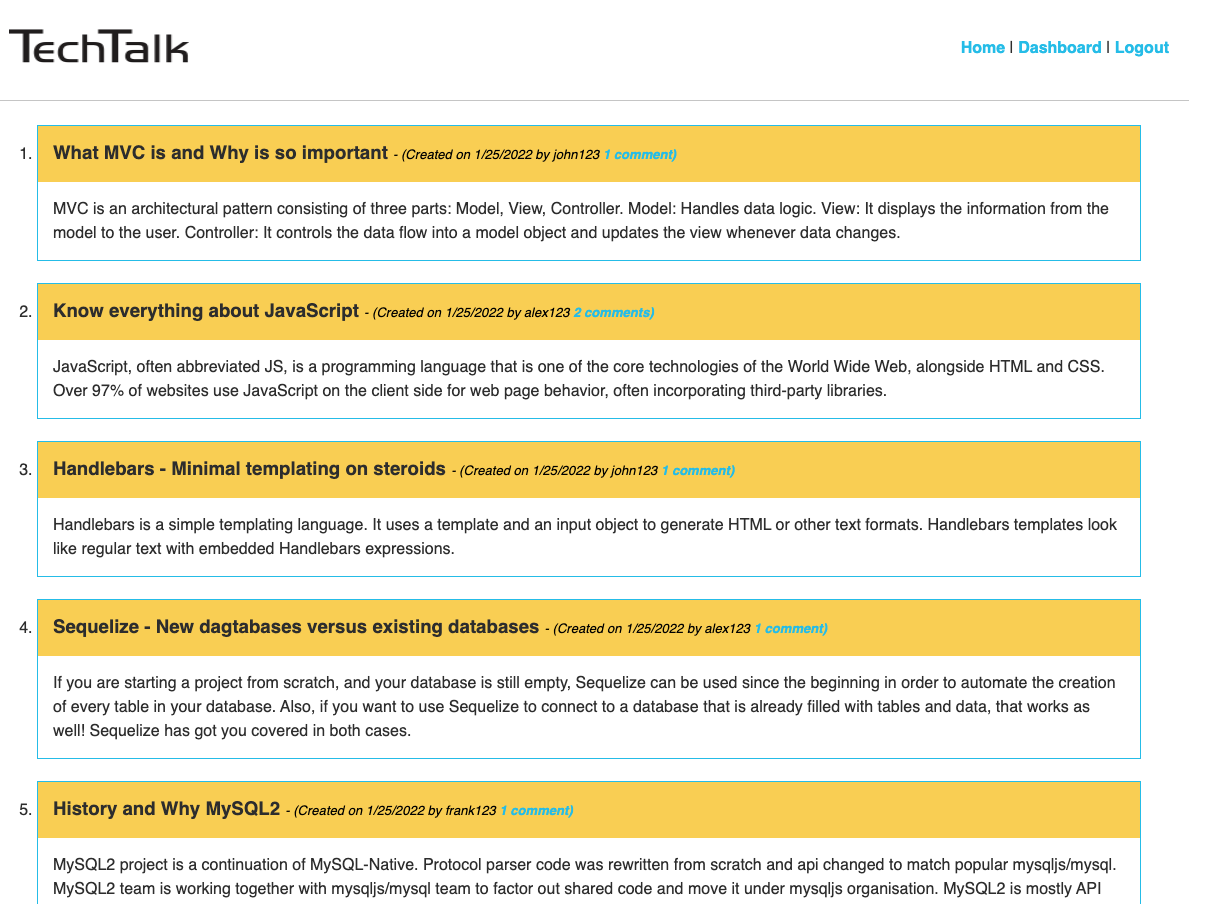 TechTalk
Home | Dashboard | Logout
1. What MVC is and Why is so important - (Created on 1/25/2022 by john123 1 comment)
MVC is an architectural pattern consisting of three parts: Model, View, Controller. Model: Handles data logic. View: It displays the information from the
model to the user. Controller: It controls the data flow into a model object and updates the view whenever data changes.
2. Know everything about JavaScript - (Created on 1/25/2022 by alex123 2 comments)
JavaScript, often abbreviated JS, is a programming language that is one of the core technologies of the World Wide Web, alongside HTML and CSS.
Over 97% of websites use JavaScript on the client side for web page behavior, often incorporating third-party libraries.
3. Handlebars - Minimal templating on steroids - (Created on 1/25/2022 by john123 1 comment)
Handlebars is a simple templating language. It uses a template and an input object to generate HTML or other text formats. Handlebars templates look
like regular text with embedded Handlebars expressions.
4. Sequelize - New dagtabases versus existing databases - (Created on 1/25/2022 by alex123 1 comment)
If you are starting a project from scratch, and your database is still empty, Sequelize can be used since the beginning in order to automate the creation
of every table in your database. Also, if you want to use Sequelize to connect to a database that is already filled with tables and data, that works as
well! Sequelize has got you covered in both cases.
5. History and Why MySQL2 - (Created on 1/25/2022 by frank123 1 comment)
MySQL2 project is a continuation of MySQL-Native. Protocol parser code was rewritten from scratch and api changed to match popular mysqljs/mysql.
MySQL2 team is working together with mysqljs/mysql team to factor out shared code and move it under mysqljs organisation. MySQL2 is mostly API